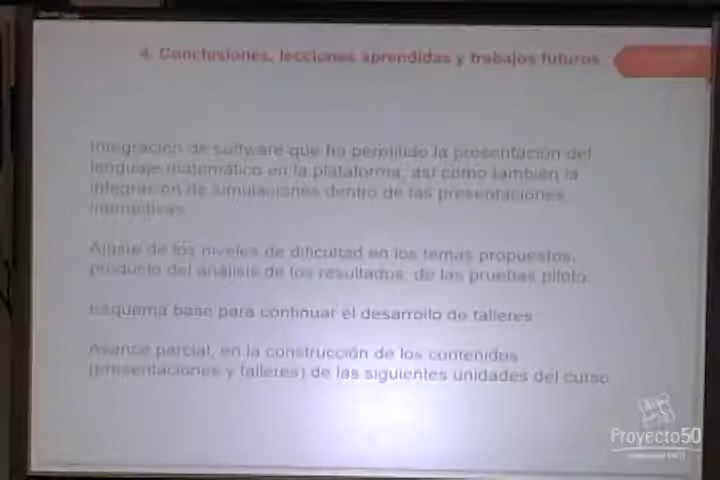 4. Conclusiones, lecciones aprendidas y trabajos futuros
Integración de software que ha permitido la presentación del
lenguaje matemático en la plataforma, así como también la
integración de simulaciones dentro de las presentaciones
interactivas
Ajuste de los niveles de dificultad en los temas propuestos,
producto del análisis de los resultados, de las pruebas piloto.
Esquema base para continuar el desarrollo de talleres
Avance parcial, en la construcción de los contenidos
(presentaciones y talleres) de las siguientes unidades del curso
Proyecto50